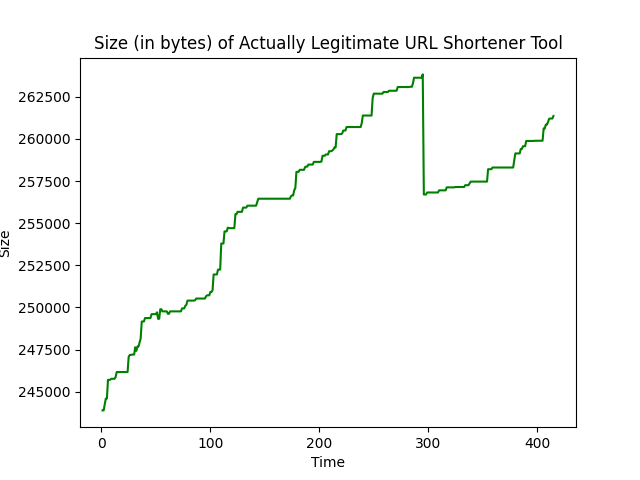 Size (in bytes) of Actually Legitimate URL Shortener Tool
262500
260000
257500
255000
252500
250000
247500
245000
Size
0 100 200 300 400
Time